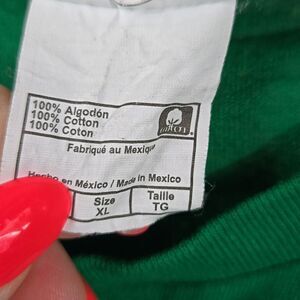 100% Algodón
100% Cotton
100% Coton
cotton
Fabriqué au Mexique
Hecho en México / Made in Mexico
Size
XL
Taille
TG